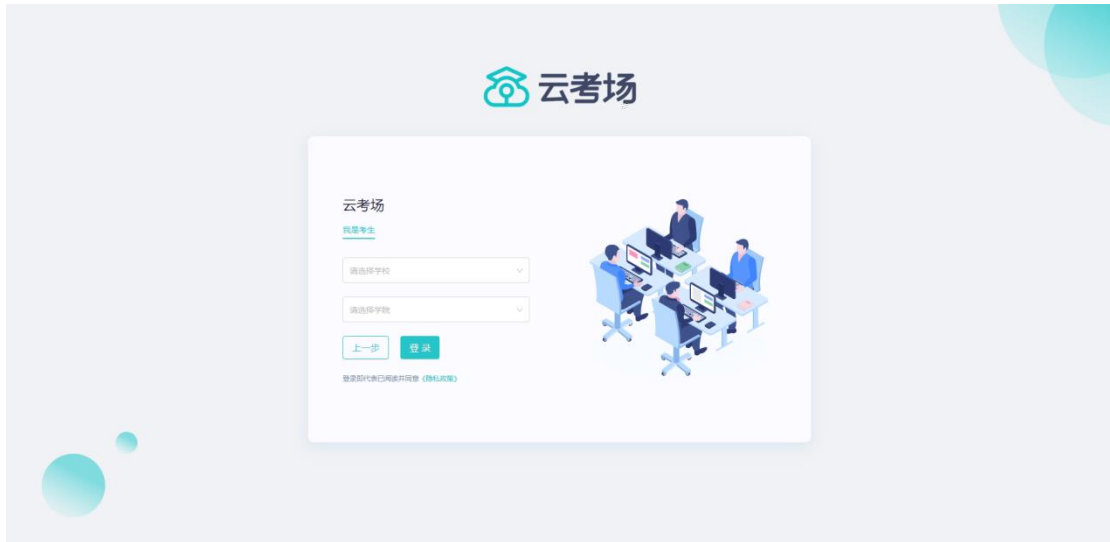 云考场
云考场
我是考生
请选择学校
请选择学院
上一步 登 录
登录即代表已阅读并同意《隐私政策》